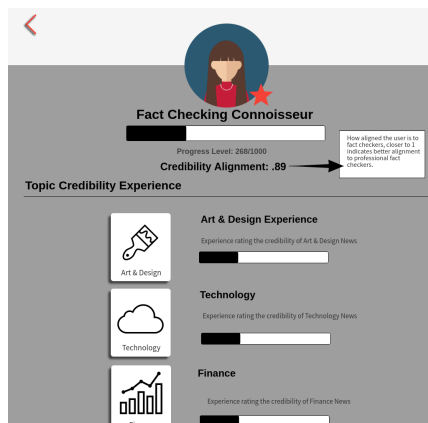 Fact Checking Connoisseur
Progress Level: 268/1000
Credibility Alignment: .89
How aligned the user is to
fact checkers, closer to 1
indicates better alignment
to professional fact
checkers.
Topic Credibility Experience
Art & Design
Art & Design Experience
Experience rating the credibility of Art & Design News
Technology
Technology
Experience rating the credibility of Technology News
Finance
Experience rating the credibility of Finance News